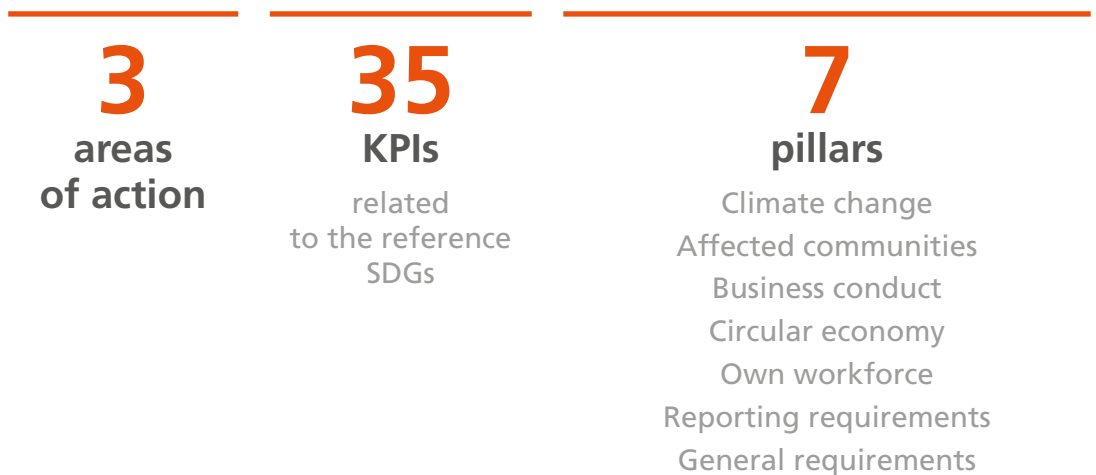 3
areas
of action
35
KPIs
related
to the reference
SDGs
7
pillars
Climate change
Affected communities
Business conduct
Circular economy
Own workforce
Reporting requirements
General requirements